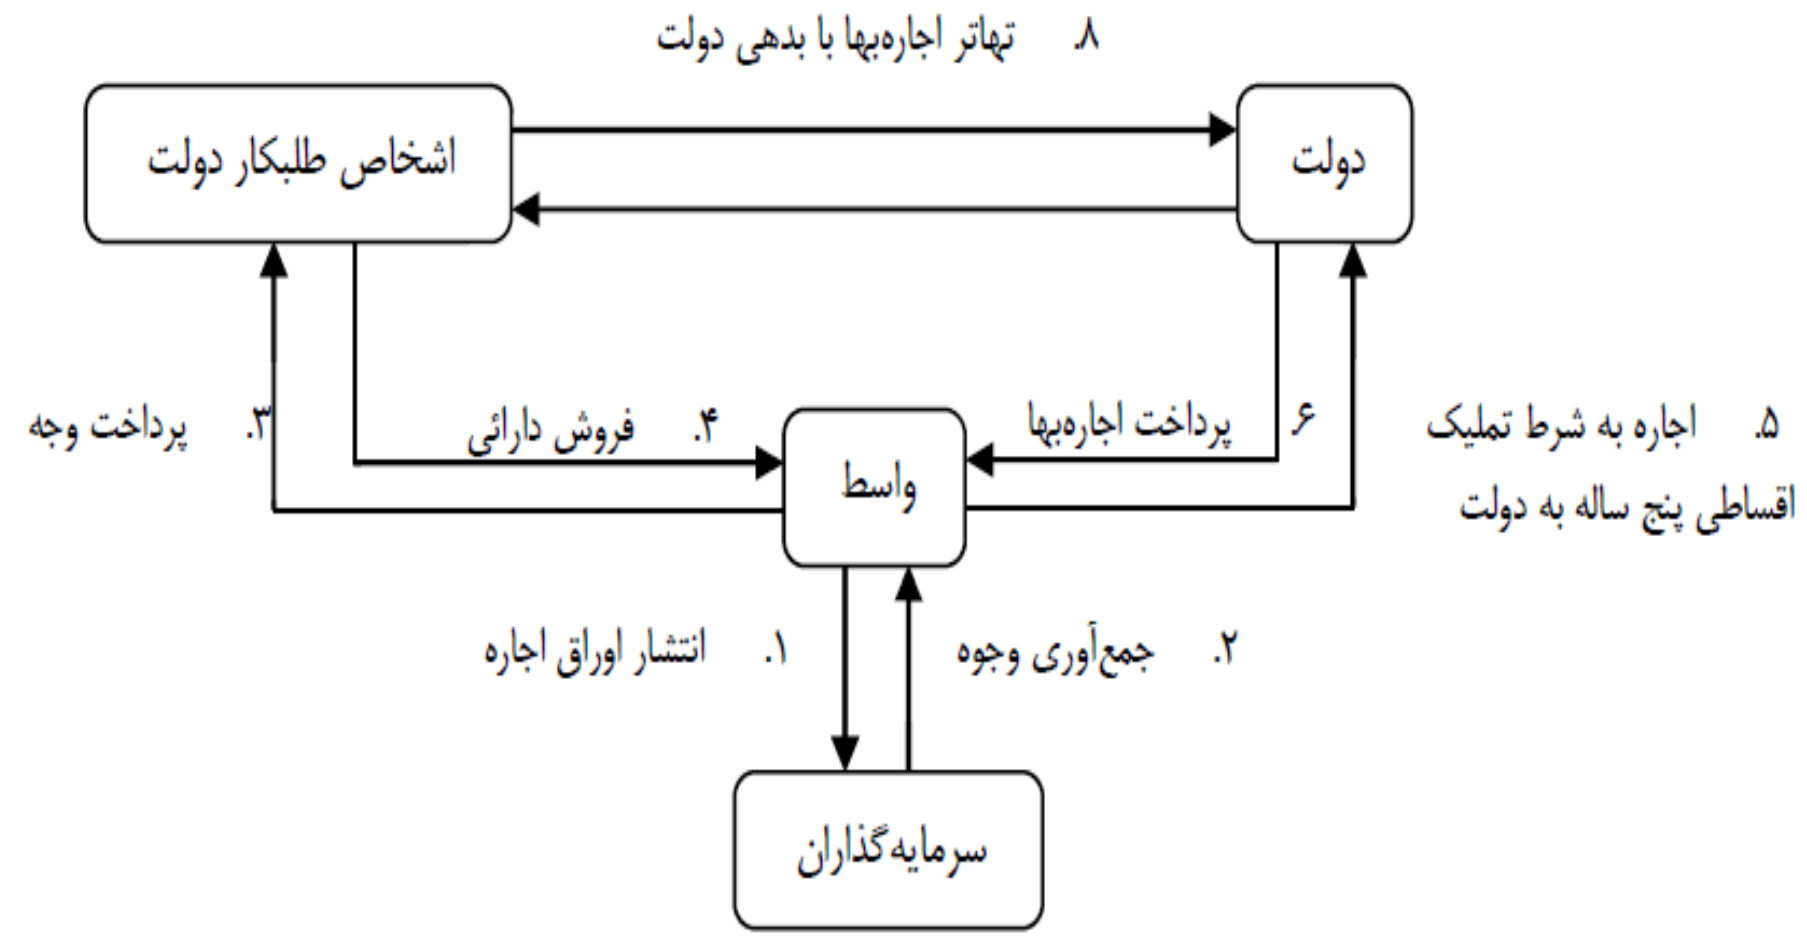 ۸. تهاتر اجاره‌بها با بدهی دولت
دولت
اشخاص طلبکار دولت
۵. اجاره به شرط تملیک
اقساطی پنج ساله به دولت
۶. پرداخت اجاره‌بها
۴. فروش دارائی
۳. پرداخت وجه
واسط
۲. جمع‌آوری وجوه
۱. انتشار اوراق اجاره
سرمایه‌گذاران